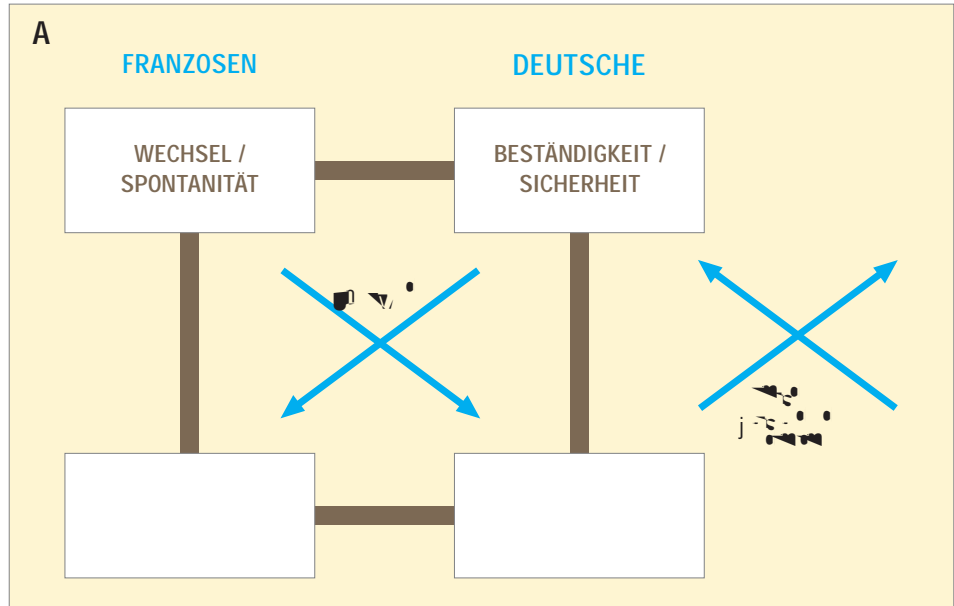 A
FRANZOSEN
DEUTSCHE
WECHSEL /
SPONTANITÄT
BESTÄNDIGKEIT /
SICHERHEIT